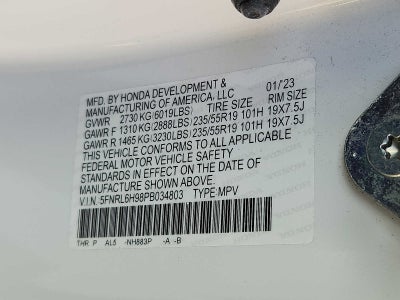 MFD. BY HONDA DEVELOPMENT & 01/23
MANUFACTURING OF AMERICA, LLC
GVWR 2730 KG (6019LBS) TIRE SIZE RIM SIZE
GAWR F 1310 KG (2888LBS) 235/55R19 101H 19X7.5J
GAWR R 1465 KG (3230LBS) 235/55R19 101H 19X7.5J
THIS VEHICLE CONFORMS TO ALL APPLICABLE
FEDERAL MOTOR VEHICLE SAFETY
STANDARDS IN EFFECT ON THE DATE OF
MANUFACTURE SHOWN ABOVE.
V.I.N. 5FNRL6H98PB034803 TYPE:MPV
THR P AL5 -NH883P -A -B